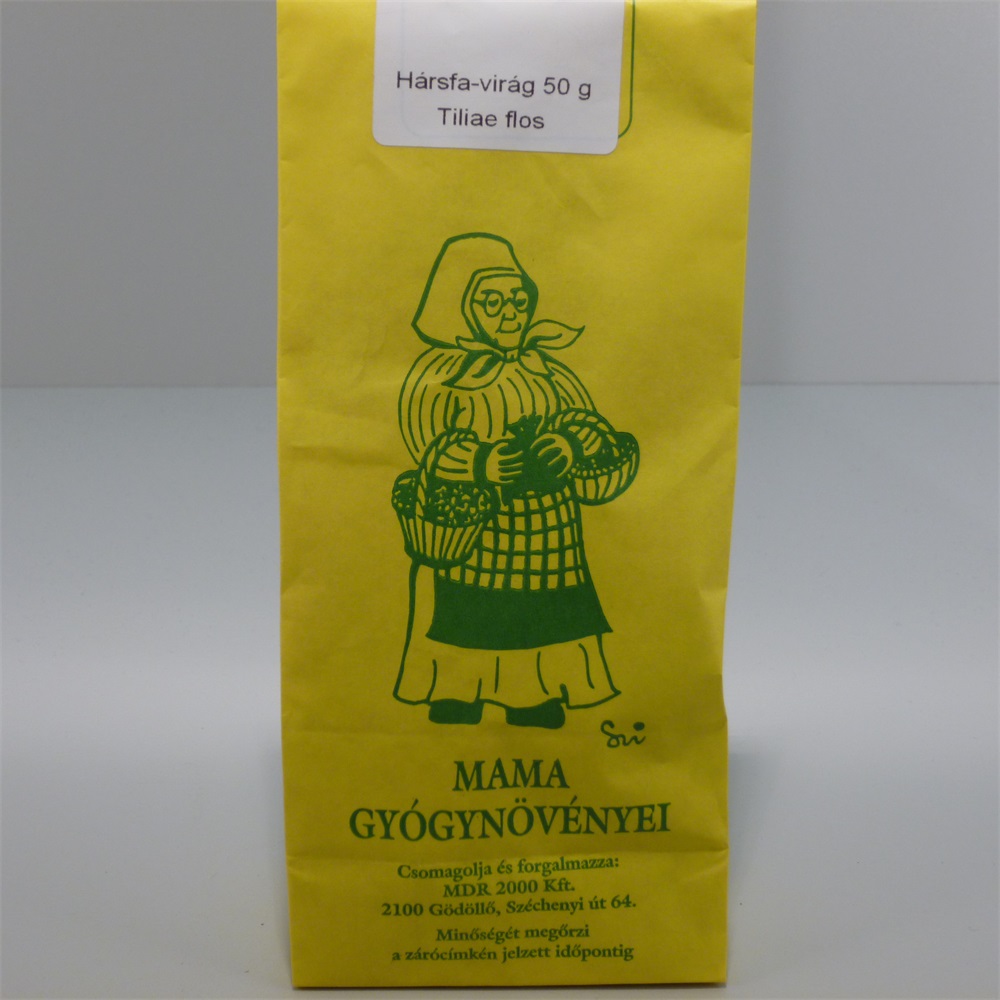 Hársfa-virág 50 g
Tiliae flos
Svi
MAMA
GYÓGYNÖVÉNYEI
Csomagolja és forgalmazza:
MDR 2000 Kft.
2100 Gödöllő, Széchenyi út 64.
Minőségét megőrzi
a zárócímkén jelzett időpontig